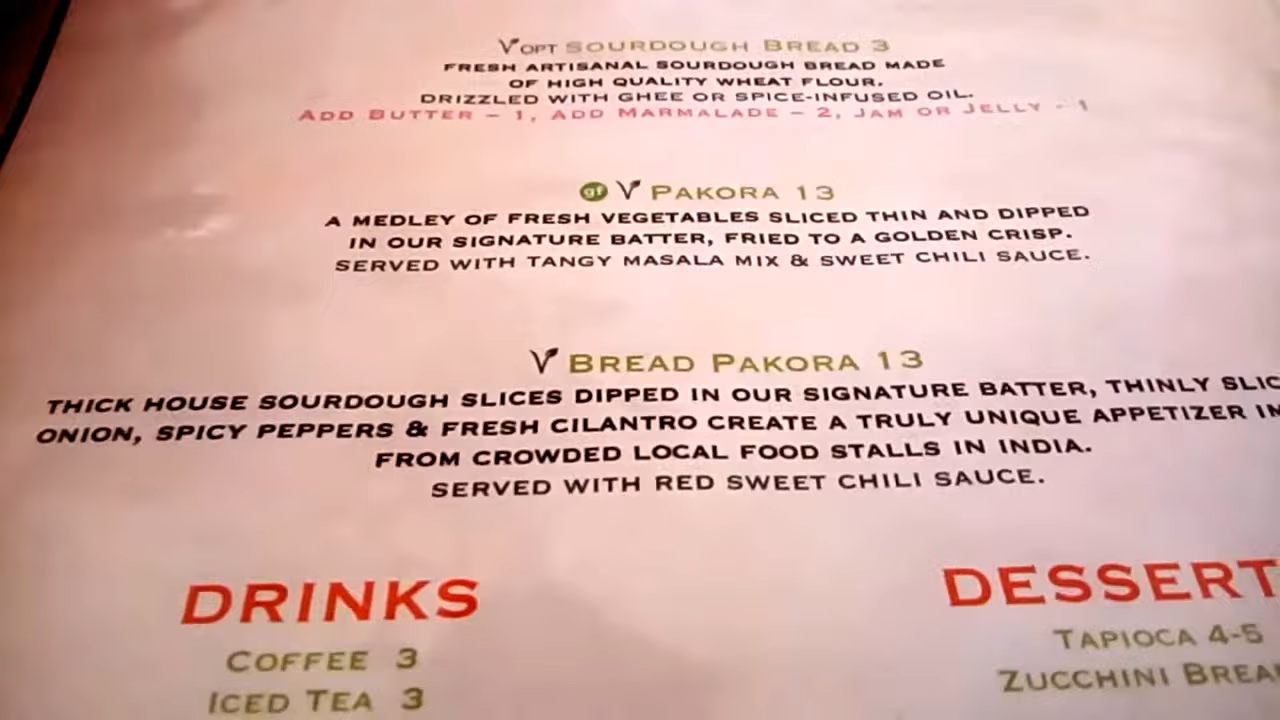 V OPT SOURDOUGH BREAD 3
FRESH ARTISANAL SOURDOUGH BREAD MADE
OF HIGH QUALITY WHEAT FLOUR.
DRIZZLED WITH GHEE OR SPICE-INFUSED OIL.
ADD BUTTER – 1, ADD MARMALADE – 2, JAM OR JELLY - 1
gf V PAKORA 13
A MEDLEY OF FRESH VEGETABLES SLICED THIN AND DIPPED
IN OUR SIGNATURE BATTER, FRIED TO A GOLDEN CRISP.
SERVED WITH TANGY MASALA MIX & SWEET CHILI SAUCE.
V BREAD PAKORA 13
THICK HOUSE SOURDOUGH SLICES DIPPED IN OUR SIGNATURE BATTER, THINLY SLIC
ONION, SPICY PEPPERS & FRESH CILANTRO CREATE A TRULY UNIQUE APPETIZER IN
FROM CROWDED LOCAL FOOD STALLS IN INDIA.
SERVED WITH RED SWEET CHILI SAUCE.
DRINKS
COFFEE 3
ICED TEA 3
DESSERT
TAPIOCA 4-5
ZUCCHINI BREA